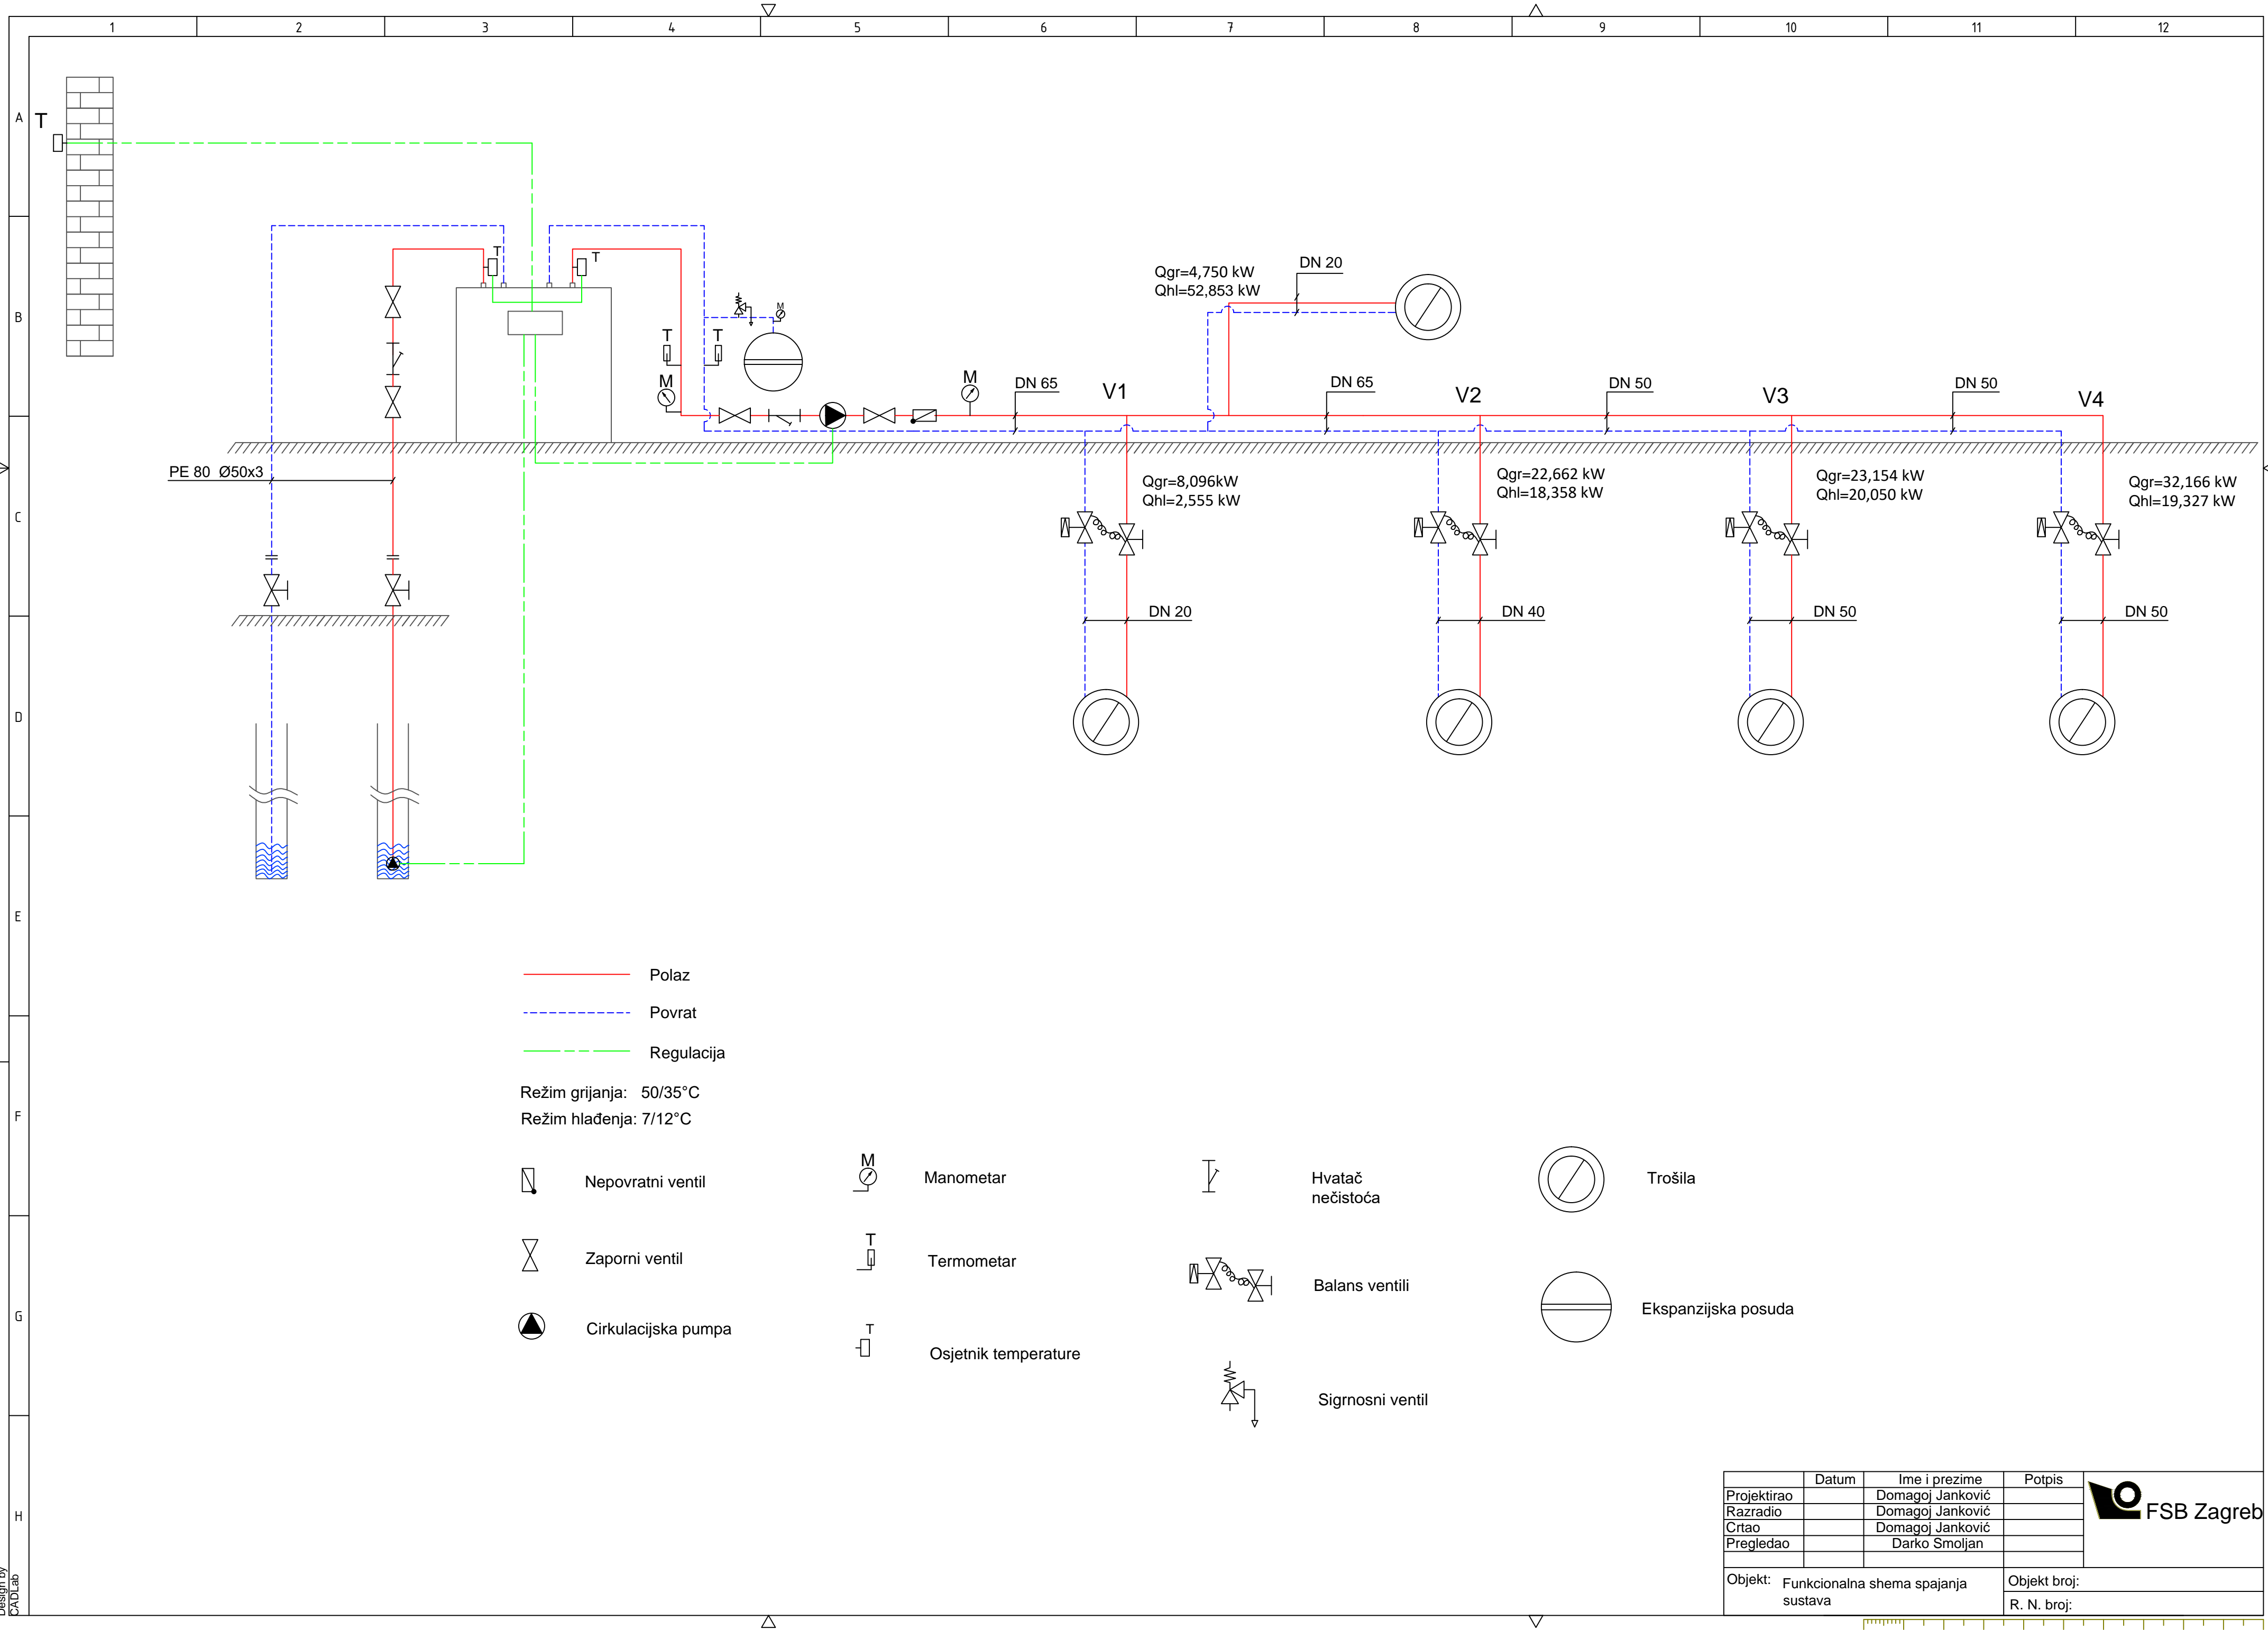 1 2 3 4 5 6 7 8 9 10 11 12
A
B
C
D
E
F
G
H
T
T
T
Qgr=4,750 kW
Qhl=52,853 kW
DN 20
T
T
M
M
M
DN 65
V1
DN 65
V2
DN 50
V3
DN 50
V4
PE 80 Ø50x3
Qgr=8,096kW
Qhl=2,555 kW
Qgr=22,662 kW
Qhl=18,358 kW
Qgr=23,154 kW
Qhl=20,050 kW
Qgr=32,166 kW
Qhl=19,327 kW
DN 20
DN 40
DN 50
DN 50
Polaz
Povrat
Regulacija
Režim grijanja: 50/35°C
Režim hlađenja: 7/12°C
Nepovratni ventil
M
Manometar
Hvatač
nečistoća
Trošila
Zaporni ventil
T
Termometar
Balans ventili
Ekspanzijska posuda
Cirkulacijska pumpa
T
Osjetnik temperature
Sigrnosni ventil
Datum Ime i prezime Potpis
Projektirao Domagoj Janković
Razradio Domagoj Janković
Crtao Domagoj Janković
Pregledao Darko Smoljan
FSB Zagreb
Objekt: Funkcionalna shema spajanja
sustava
Objekt broj:
R. N. broj:
Design by
CADLab